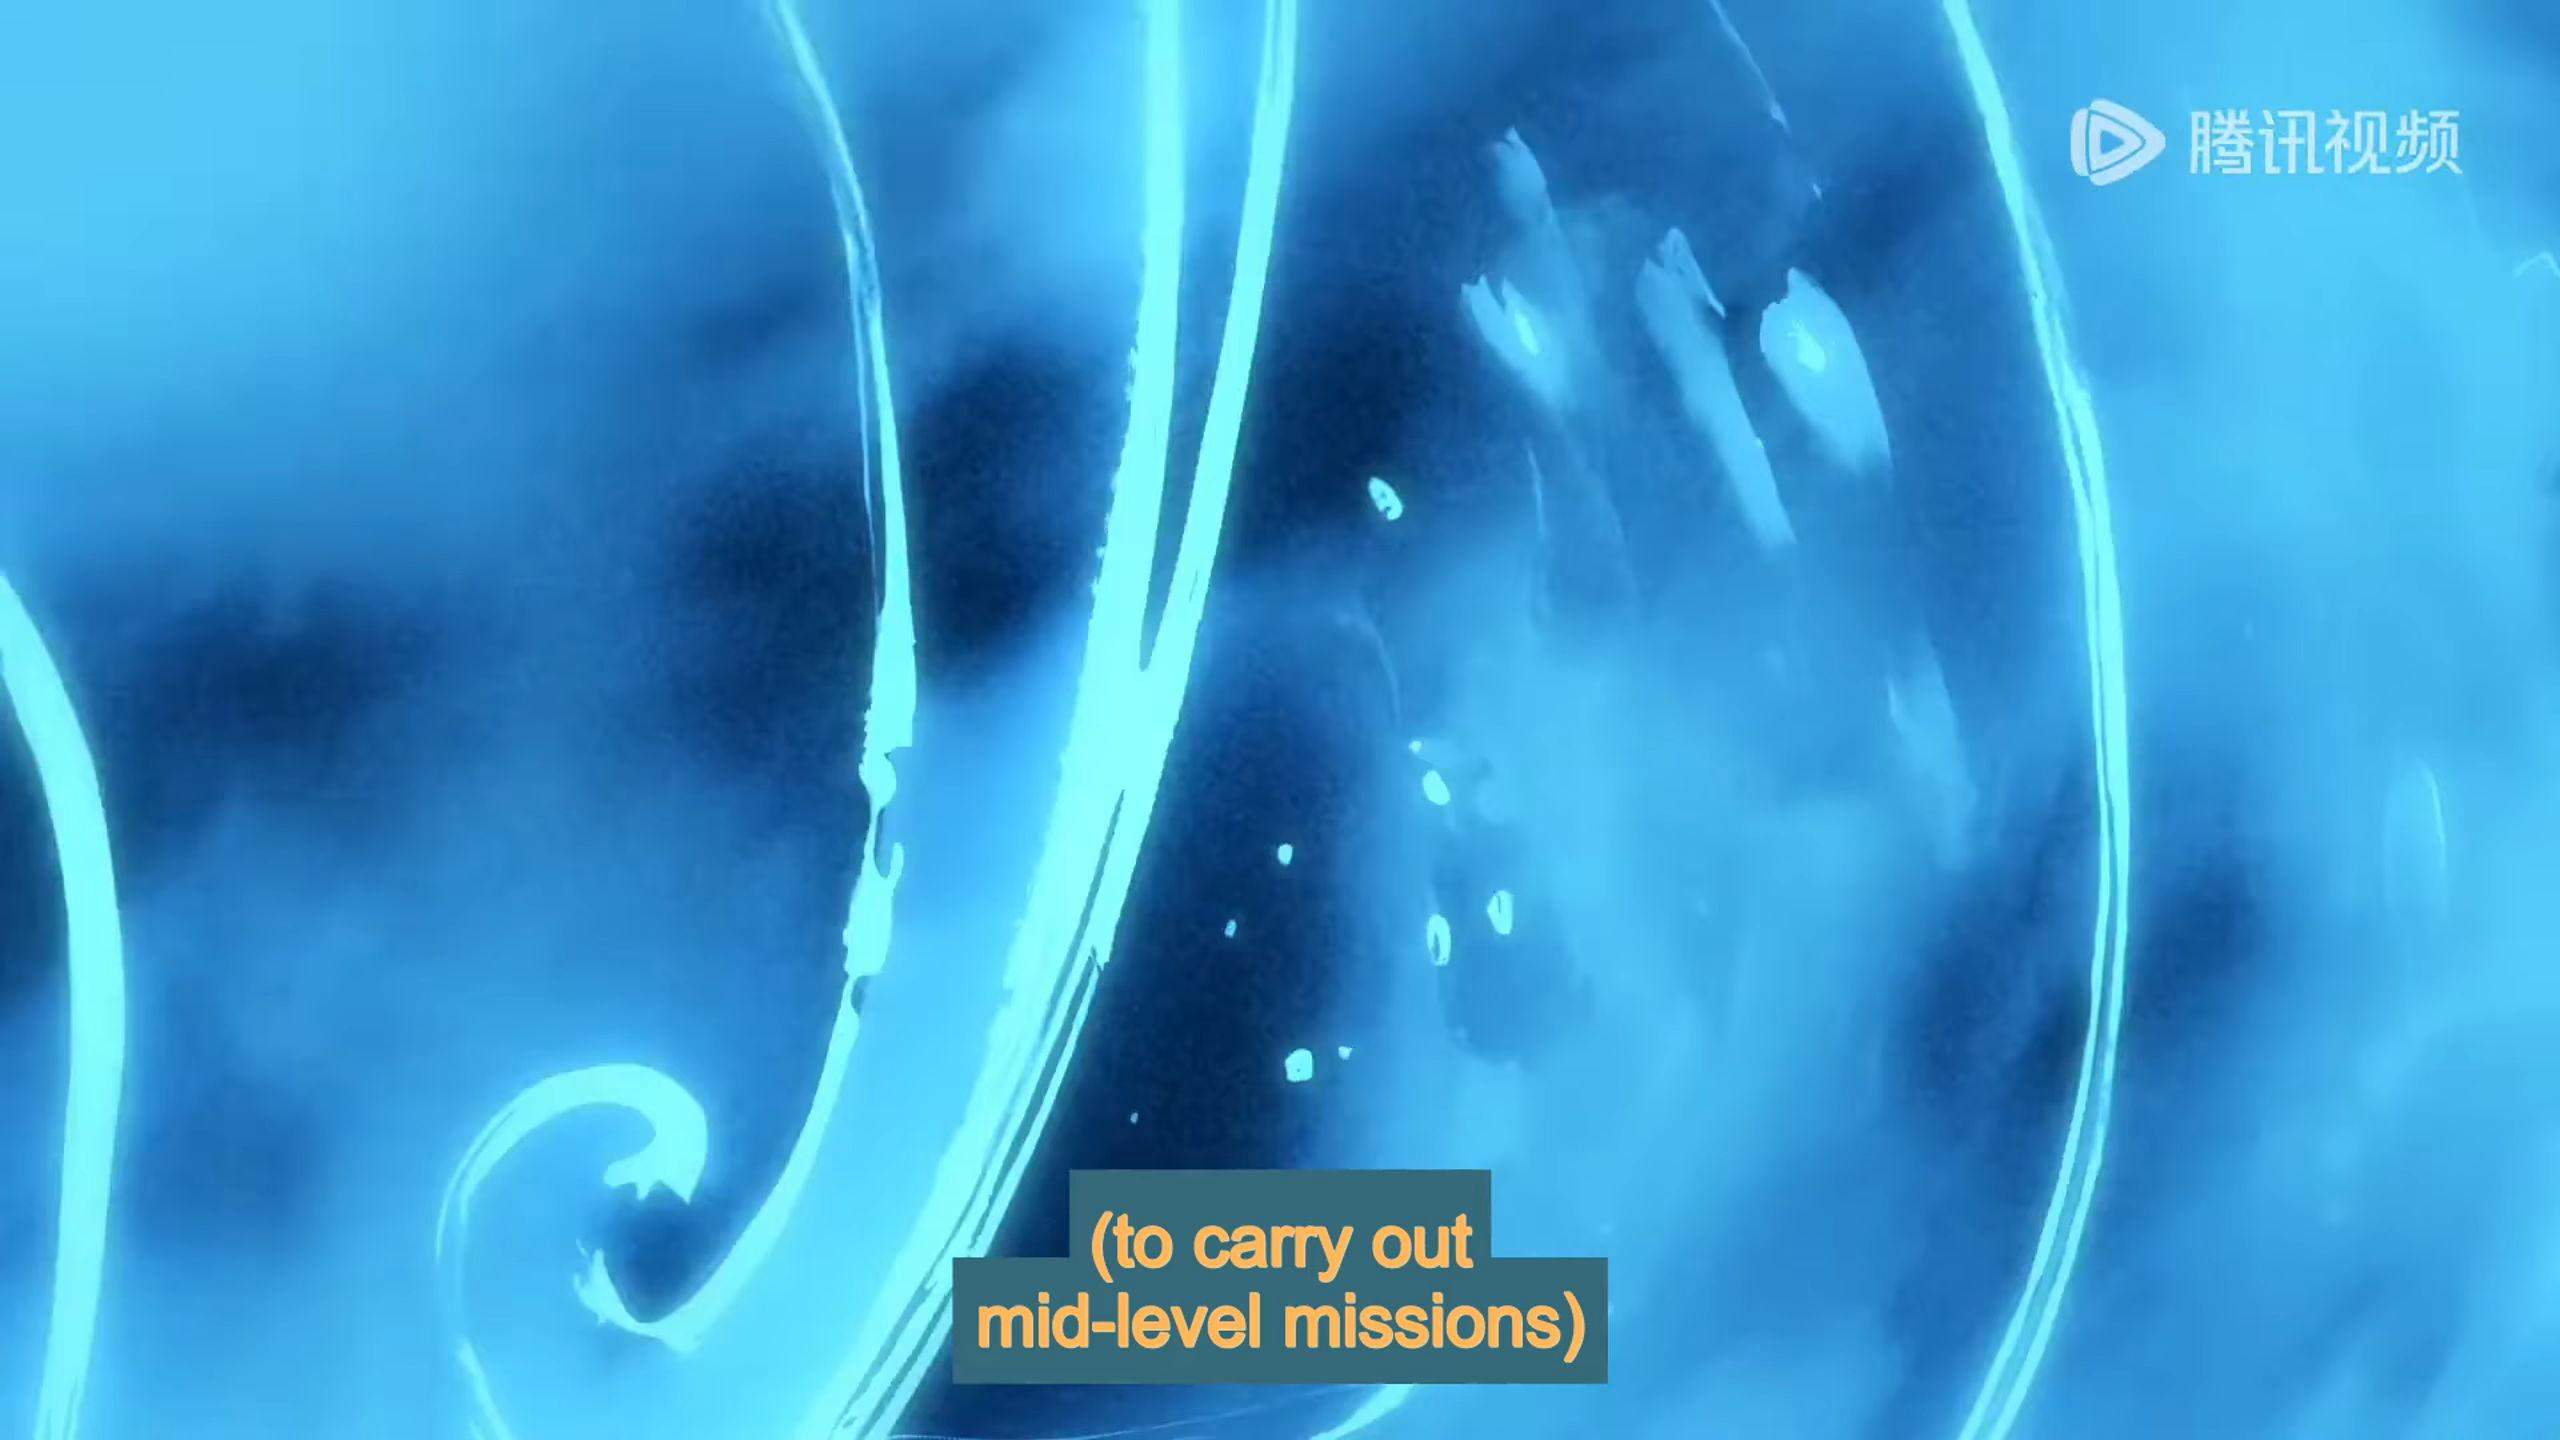 腾讯视频
(to carry out
mid-level missions)